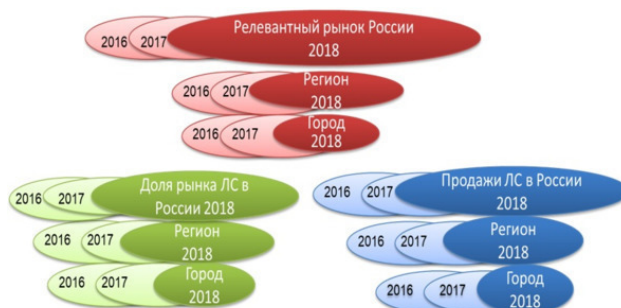 2016 2017 Релевантный рынок России
2018
2016 2017 Регион
2018
2016 2017 Город
2018
2016 2017 Доля рынка ЛС в
России 2018
2016 2017 Регион
2018
2016 2017 Город
2018
2016 2017 Продажи ЛС в России
2018
2016 2017 Регион
2018
2016 2017 Город
2018